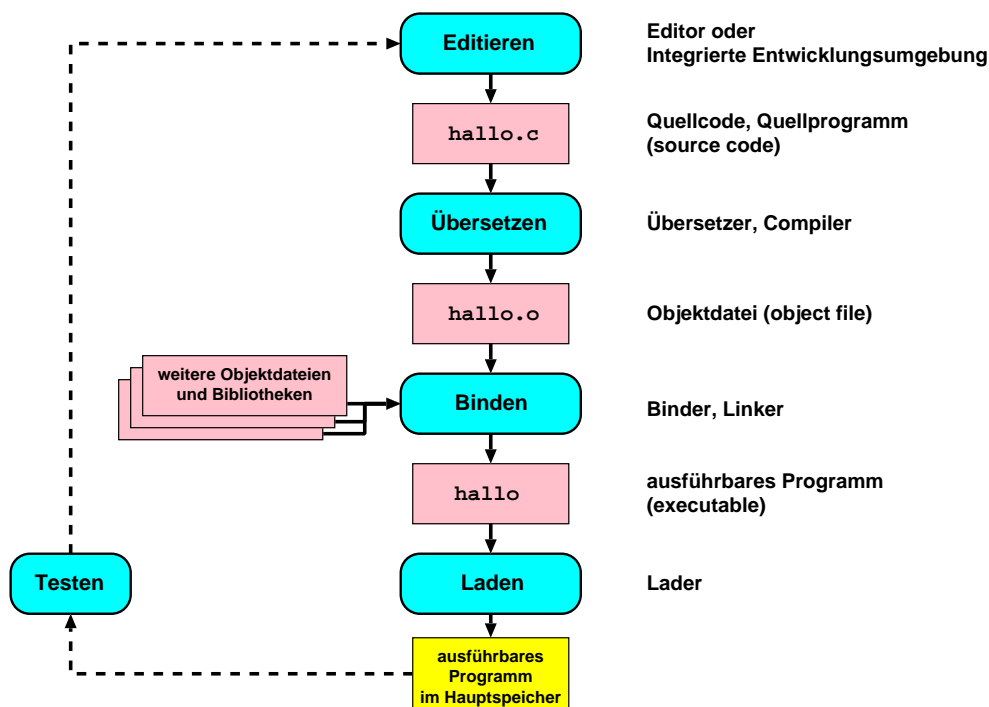 Editieren
Editor oder
Integrierte Entwicklungsumgebung
hallo.c
Quellcode, Quellprogramm
(source code)
Übersetzen
Übersetzer, Compiler
hallo.o
Objektdatei (object file)
weitere Objektdateien
und Bibliotheken
Binden
Binder, Linker
hallo
ausführbares Programm
(executable)
Testen
Laden
Lader
ausführbares
Programm
im Hauptspeicher